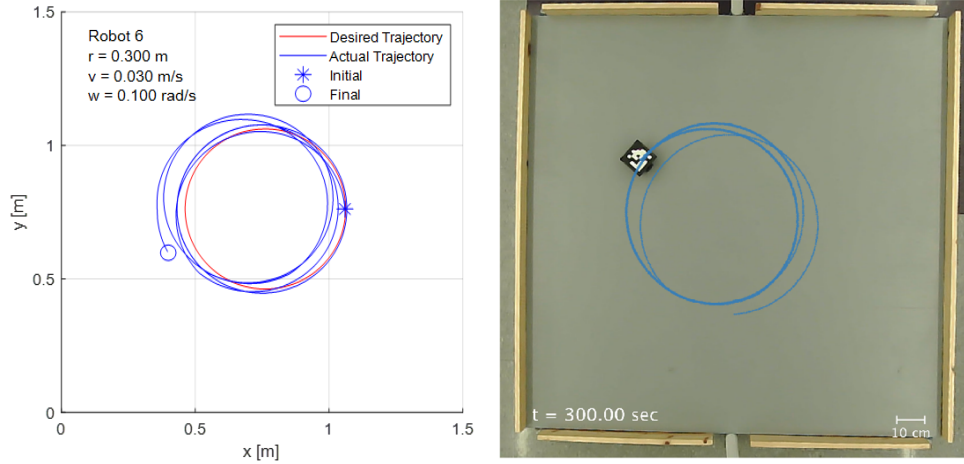 1.5
1
0.5
0
0
0.5
1
1.5
y [m]
x [m]
Robot 6
r = 0.300 m
v = 0.030 m/s
w = 0.100 rad/s
Desired Trajectory
Actual Trajectory
Initial
Final
t = 300.00 sec
10 cm